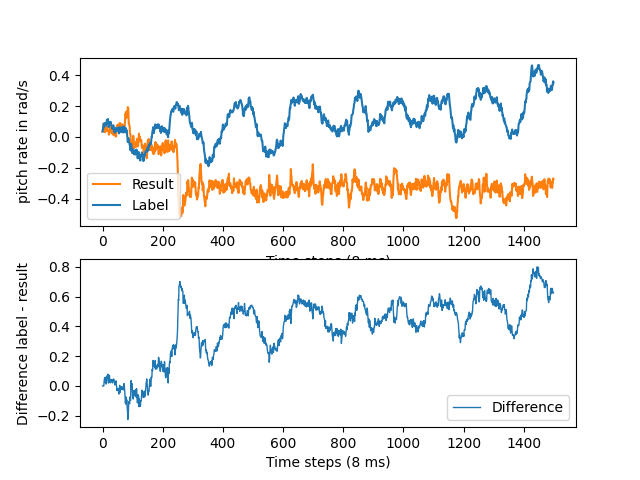 pitch rate in rad/s
0.4
0.2
0.0
−0.2
−0.4
Result
Label
0 200 400 600 800 1000 1200 1400
Time steps (8 ms)
Difference label - result
0.8
0.6
0.4
0.2
0.0
−0.2
Difference
0 200 400 600 800 1000 1200 1400
Time steps (8 ms)